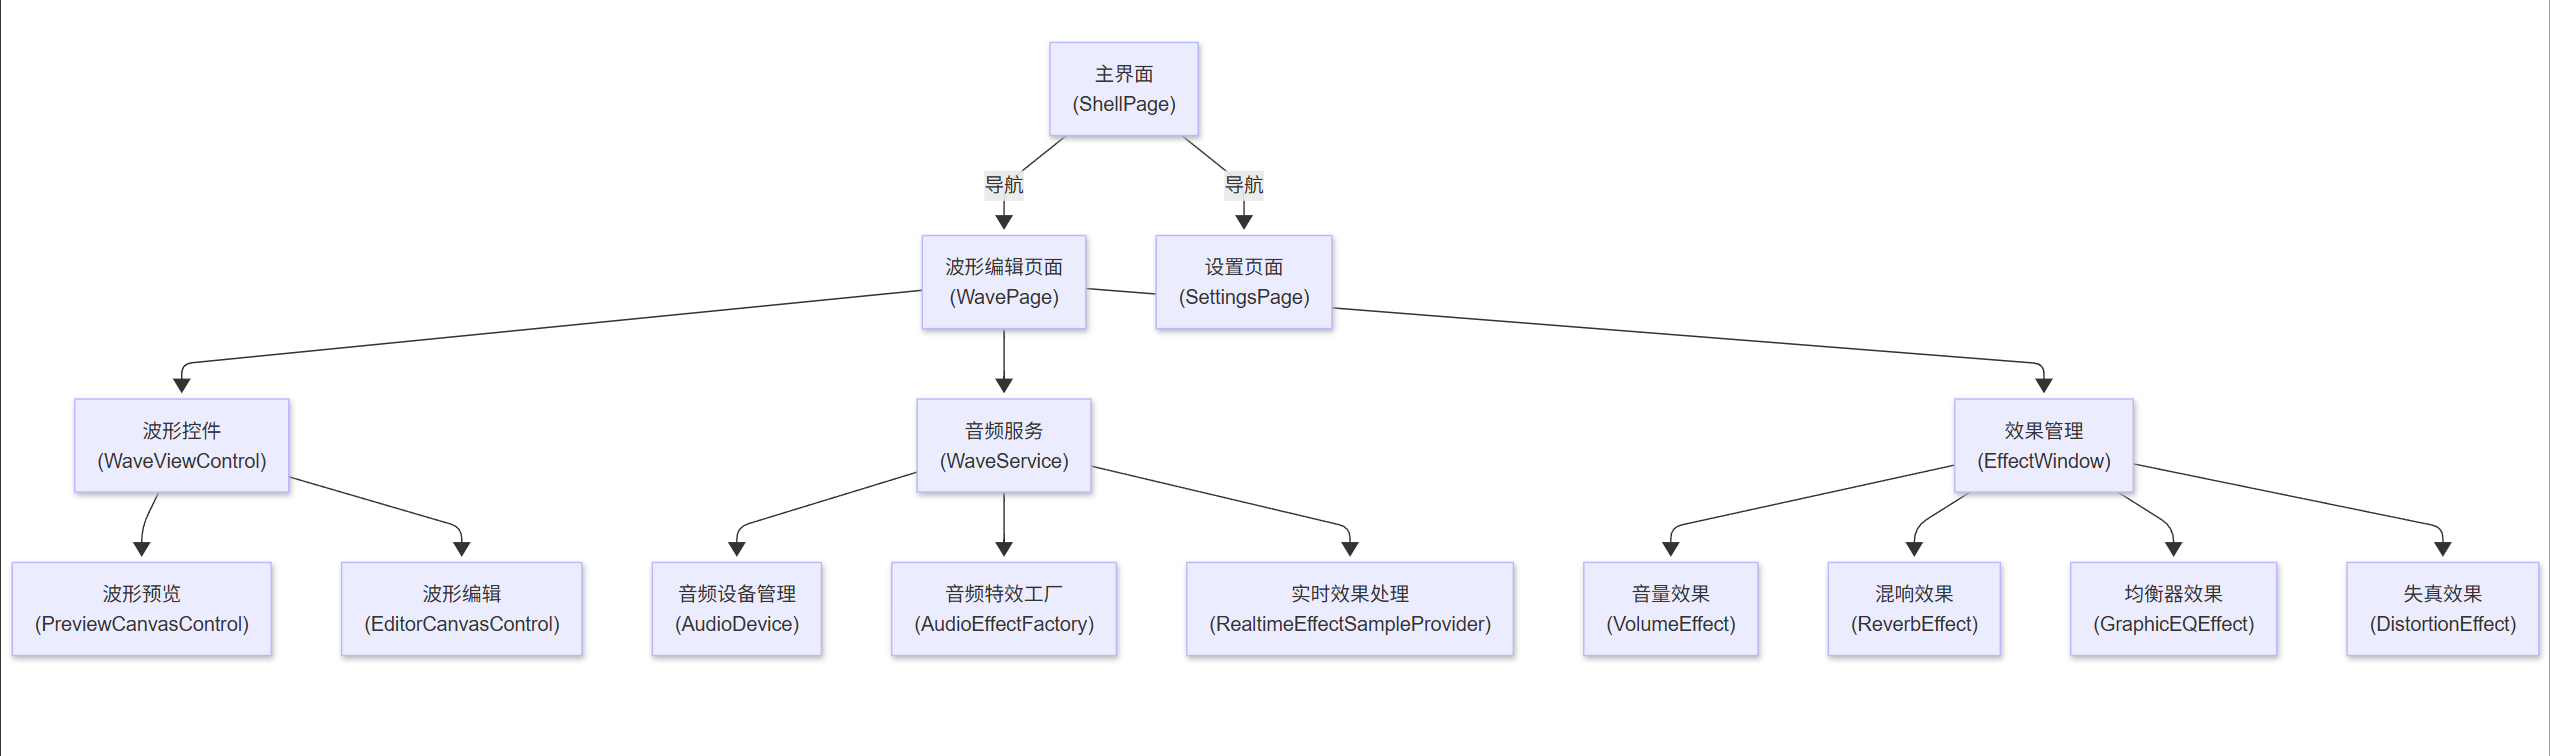 主界面
(ShellPage)
导航
导航
波形编辑页面
(WavePage)
设置页面
(SettingsPage)
波形控件
(WaveViewControl)
音频服务
(WaveService)
效果管理
(EffectWindow)
波形预览
(PreviewCanvasControl)
波形编辑
(EditorCanvasControl)
音频设备管理
(AudioDevice)
音频特效工厂
(AudioEffectFactory)
实时效果处理
(RealtimeEffectSampleProvider)
音量效果
(VolumeEffect)
混响效果
(ReverbEffect)
均衡器效果
(GraphicEQEffect)
失真效果
(DistortionEffect)